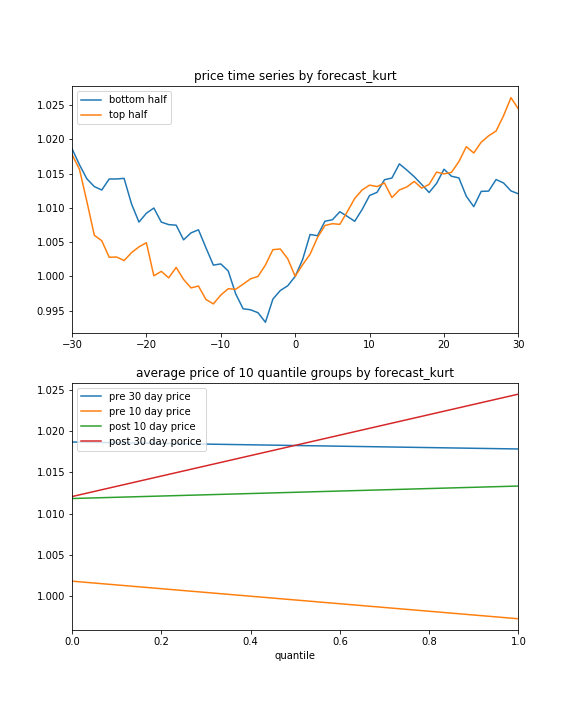 price time series by forecast_kurt
bottom half
top half
1.025
1.020
1.015
1.010
1.005
1.000
0.995
−30 −20 −10 0 10 20 30
average price of 10 quantile groups by forecast_kurt
pre 30 day price
pre 10 day price
post 10 day price
post 30 day porice
1.025
1.020
1.015
1.010
1.005
1.000
0.0 0.2 0.4 0.6 0.8 1.0
quantile